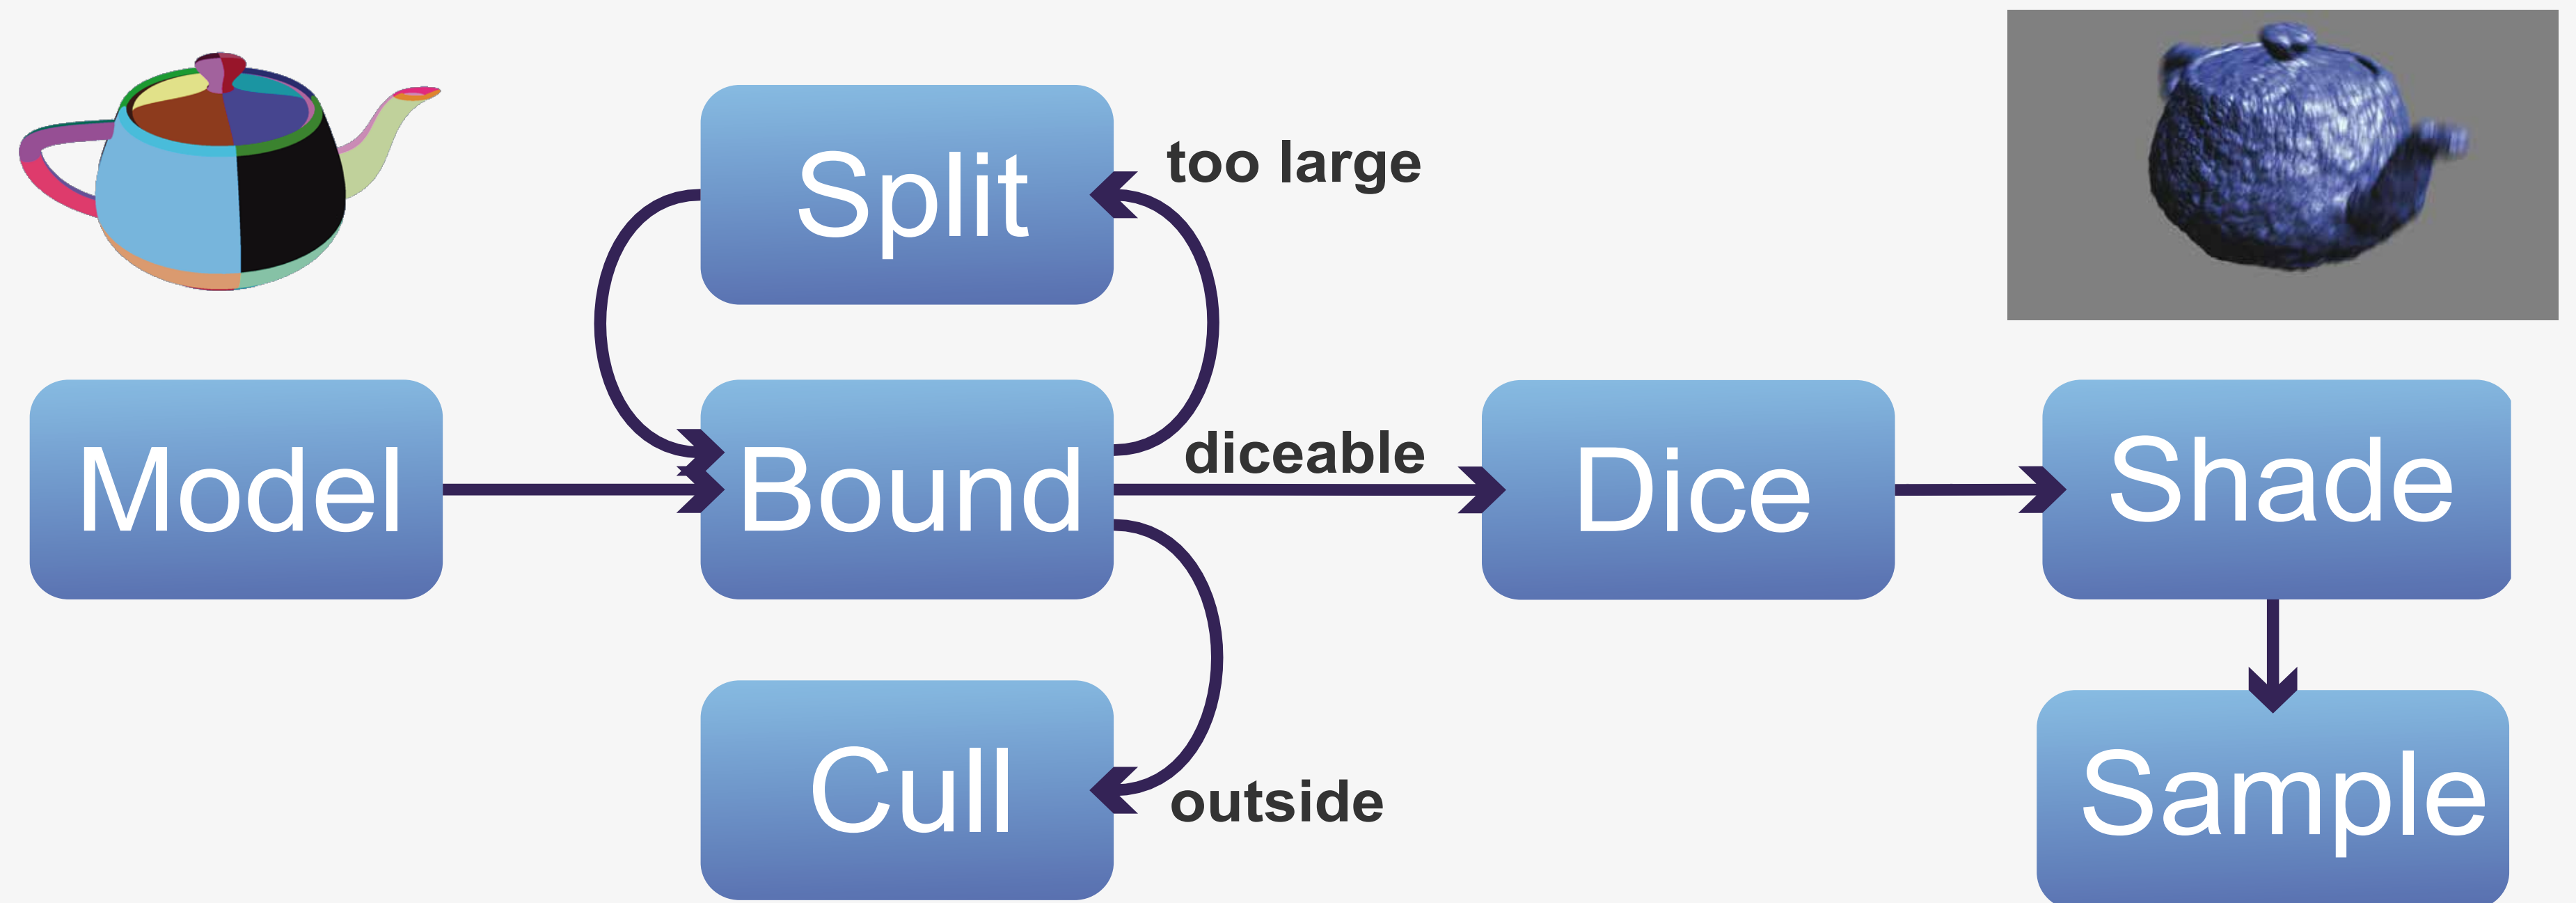 Split
too large
Model
Bound
diceable
Dice
Shade
Cull
outside
Sample